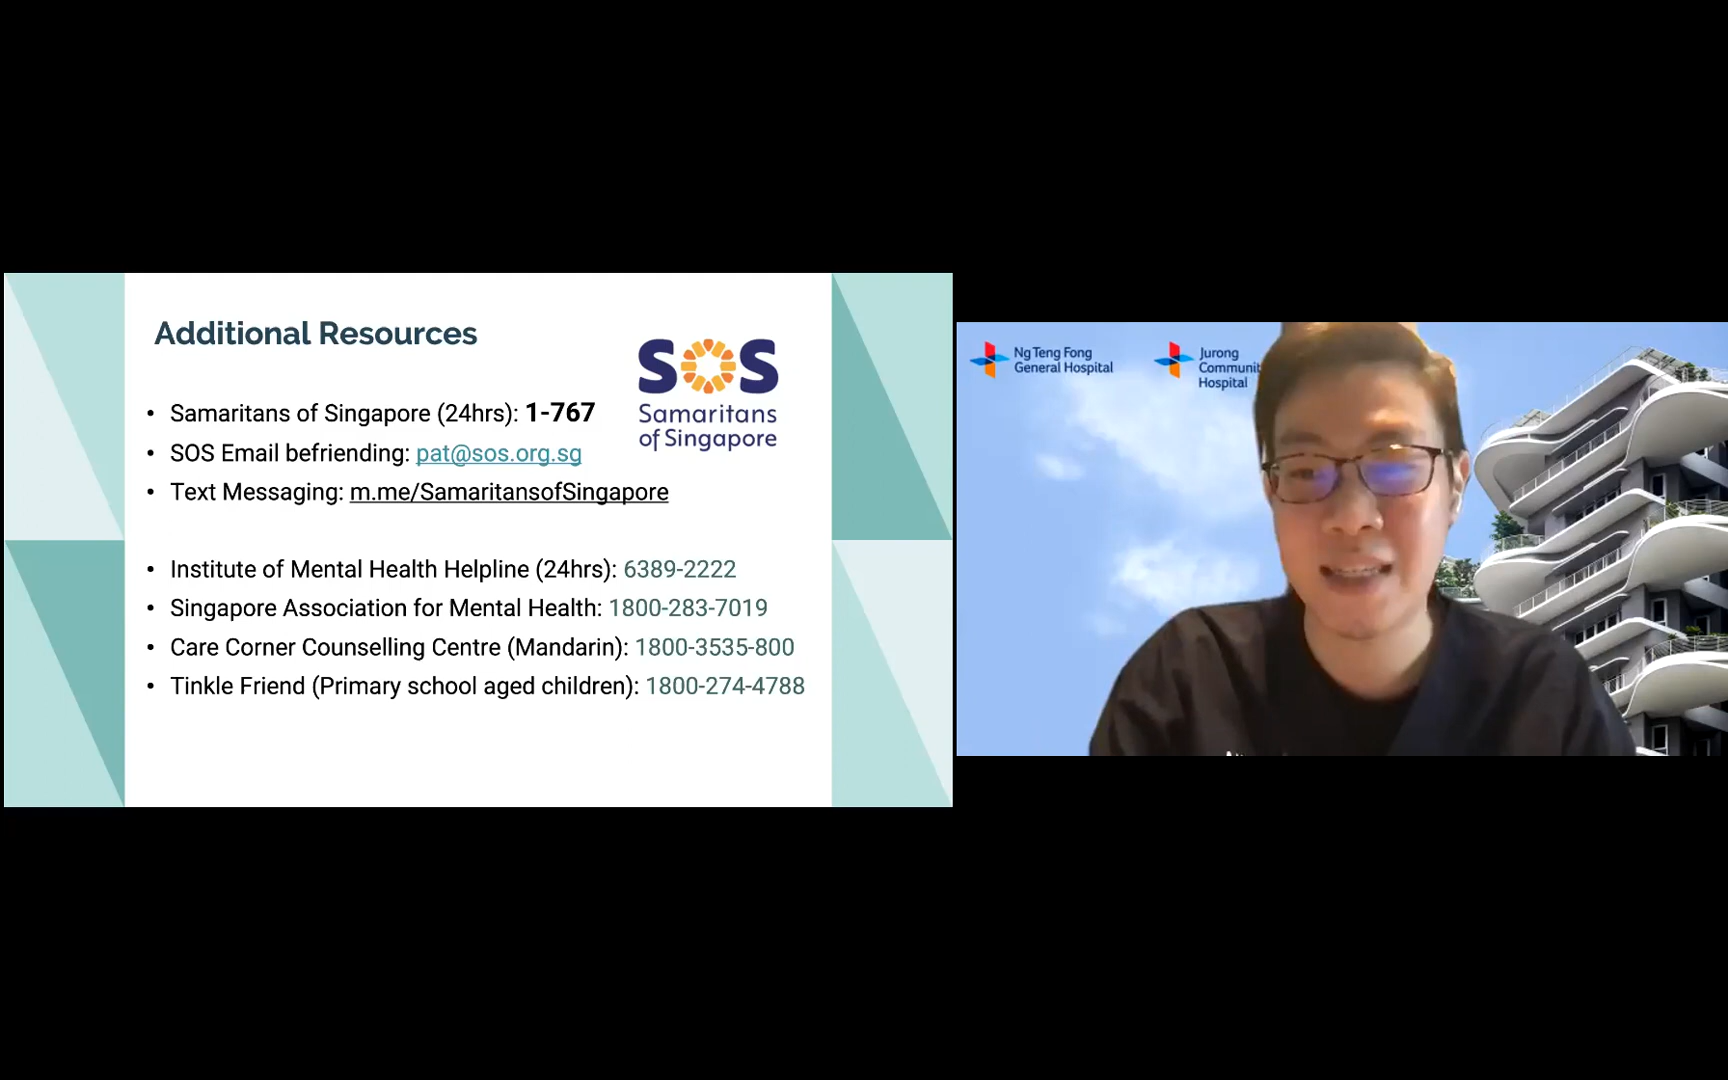 Additional Resources
SOS
Samaritans
of Singapore
• Samaritans of Singapore (24hrs): 1-767
• SOS Email befriending: pat@sos.org.sg
• Text Messaging: m.me/SamaritansofSingapore
• Institute of Mental Health Helpline (24hrs): 6389-2222
• Singapore Association for Mental Health: 1800-283-7019
• Care Corner Counselling Centre (Mandarin): 1800-3535-800
• Tinkle Friend (Primary school aged children): 1800-274-4788
Ng Teng Fong
General Hospital
Jurong
Communit
Hospital